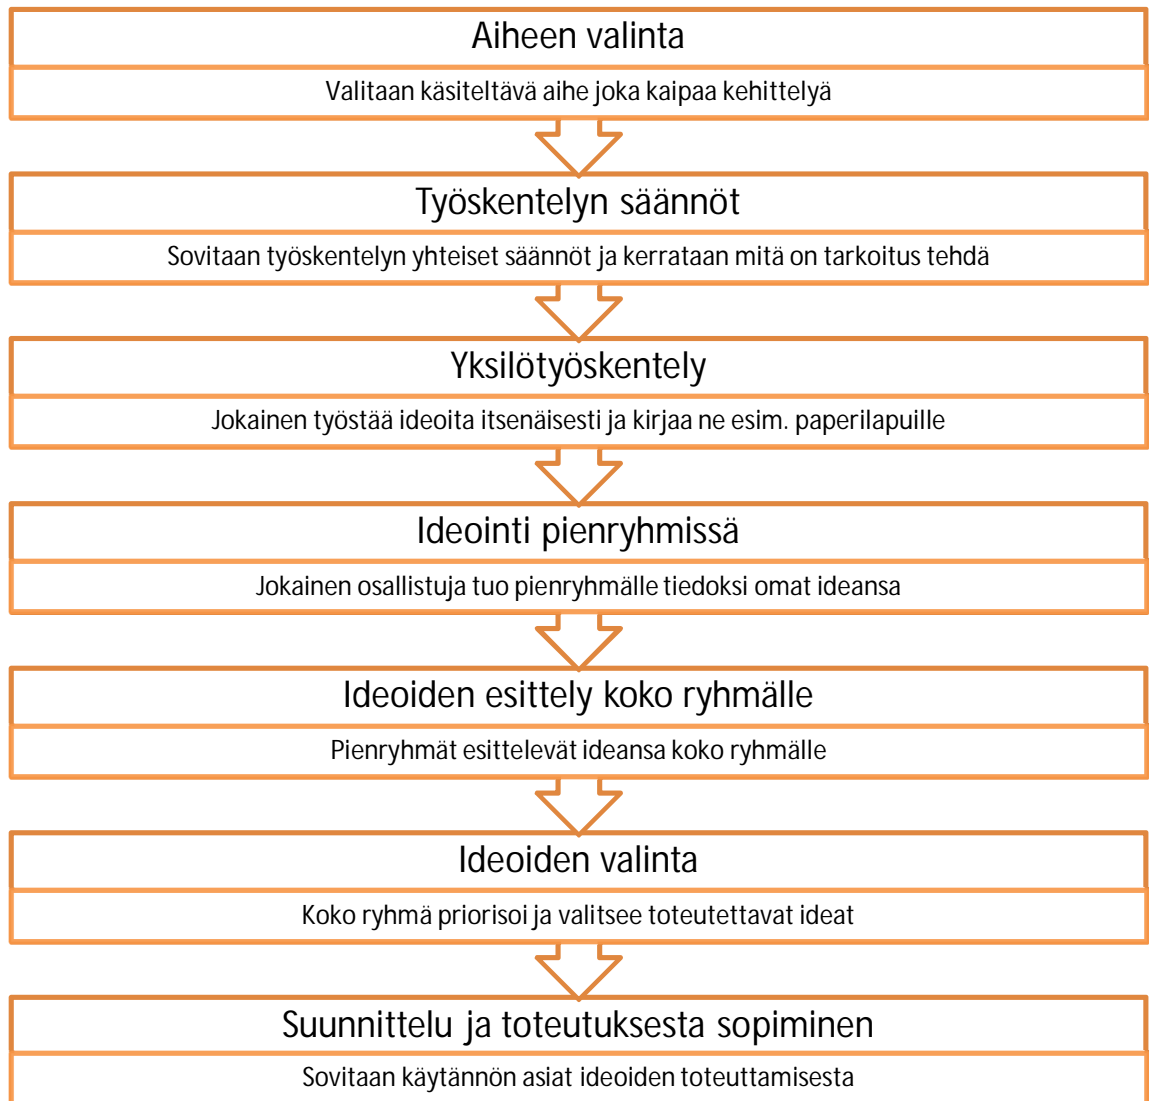 Aiheen valinta
Valitaan käsiteltävä aihe joka kaipaa kehittelyä
Työskentelyn säännöt
Sovitaan työskentelyn yhteiset säännöt ja kerrataan mitä on tarkoitus tehdä
Yksilötyöskentely
Jokainen työstää ideoita itsenäisesti ja kirjaa ne esim. paperilapuille
Ideointi pienryhmissä
Jokainen osallistuja tuo pienryhmälle tiedoksi omat ideansa
Ideoiden esittely koko ryhmälle
Pienryhmät esittelevät ideansa koko ryhmälle
Ideoiden valinta
Koko ryhmä priorisoi ja valitsee toteutettavat ideat
Suunnittelu ja toteutuksesta sopiminen
Sovitaan käytännön asiat ideoiden toteuttamisesta